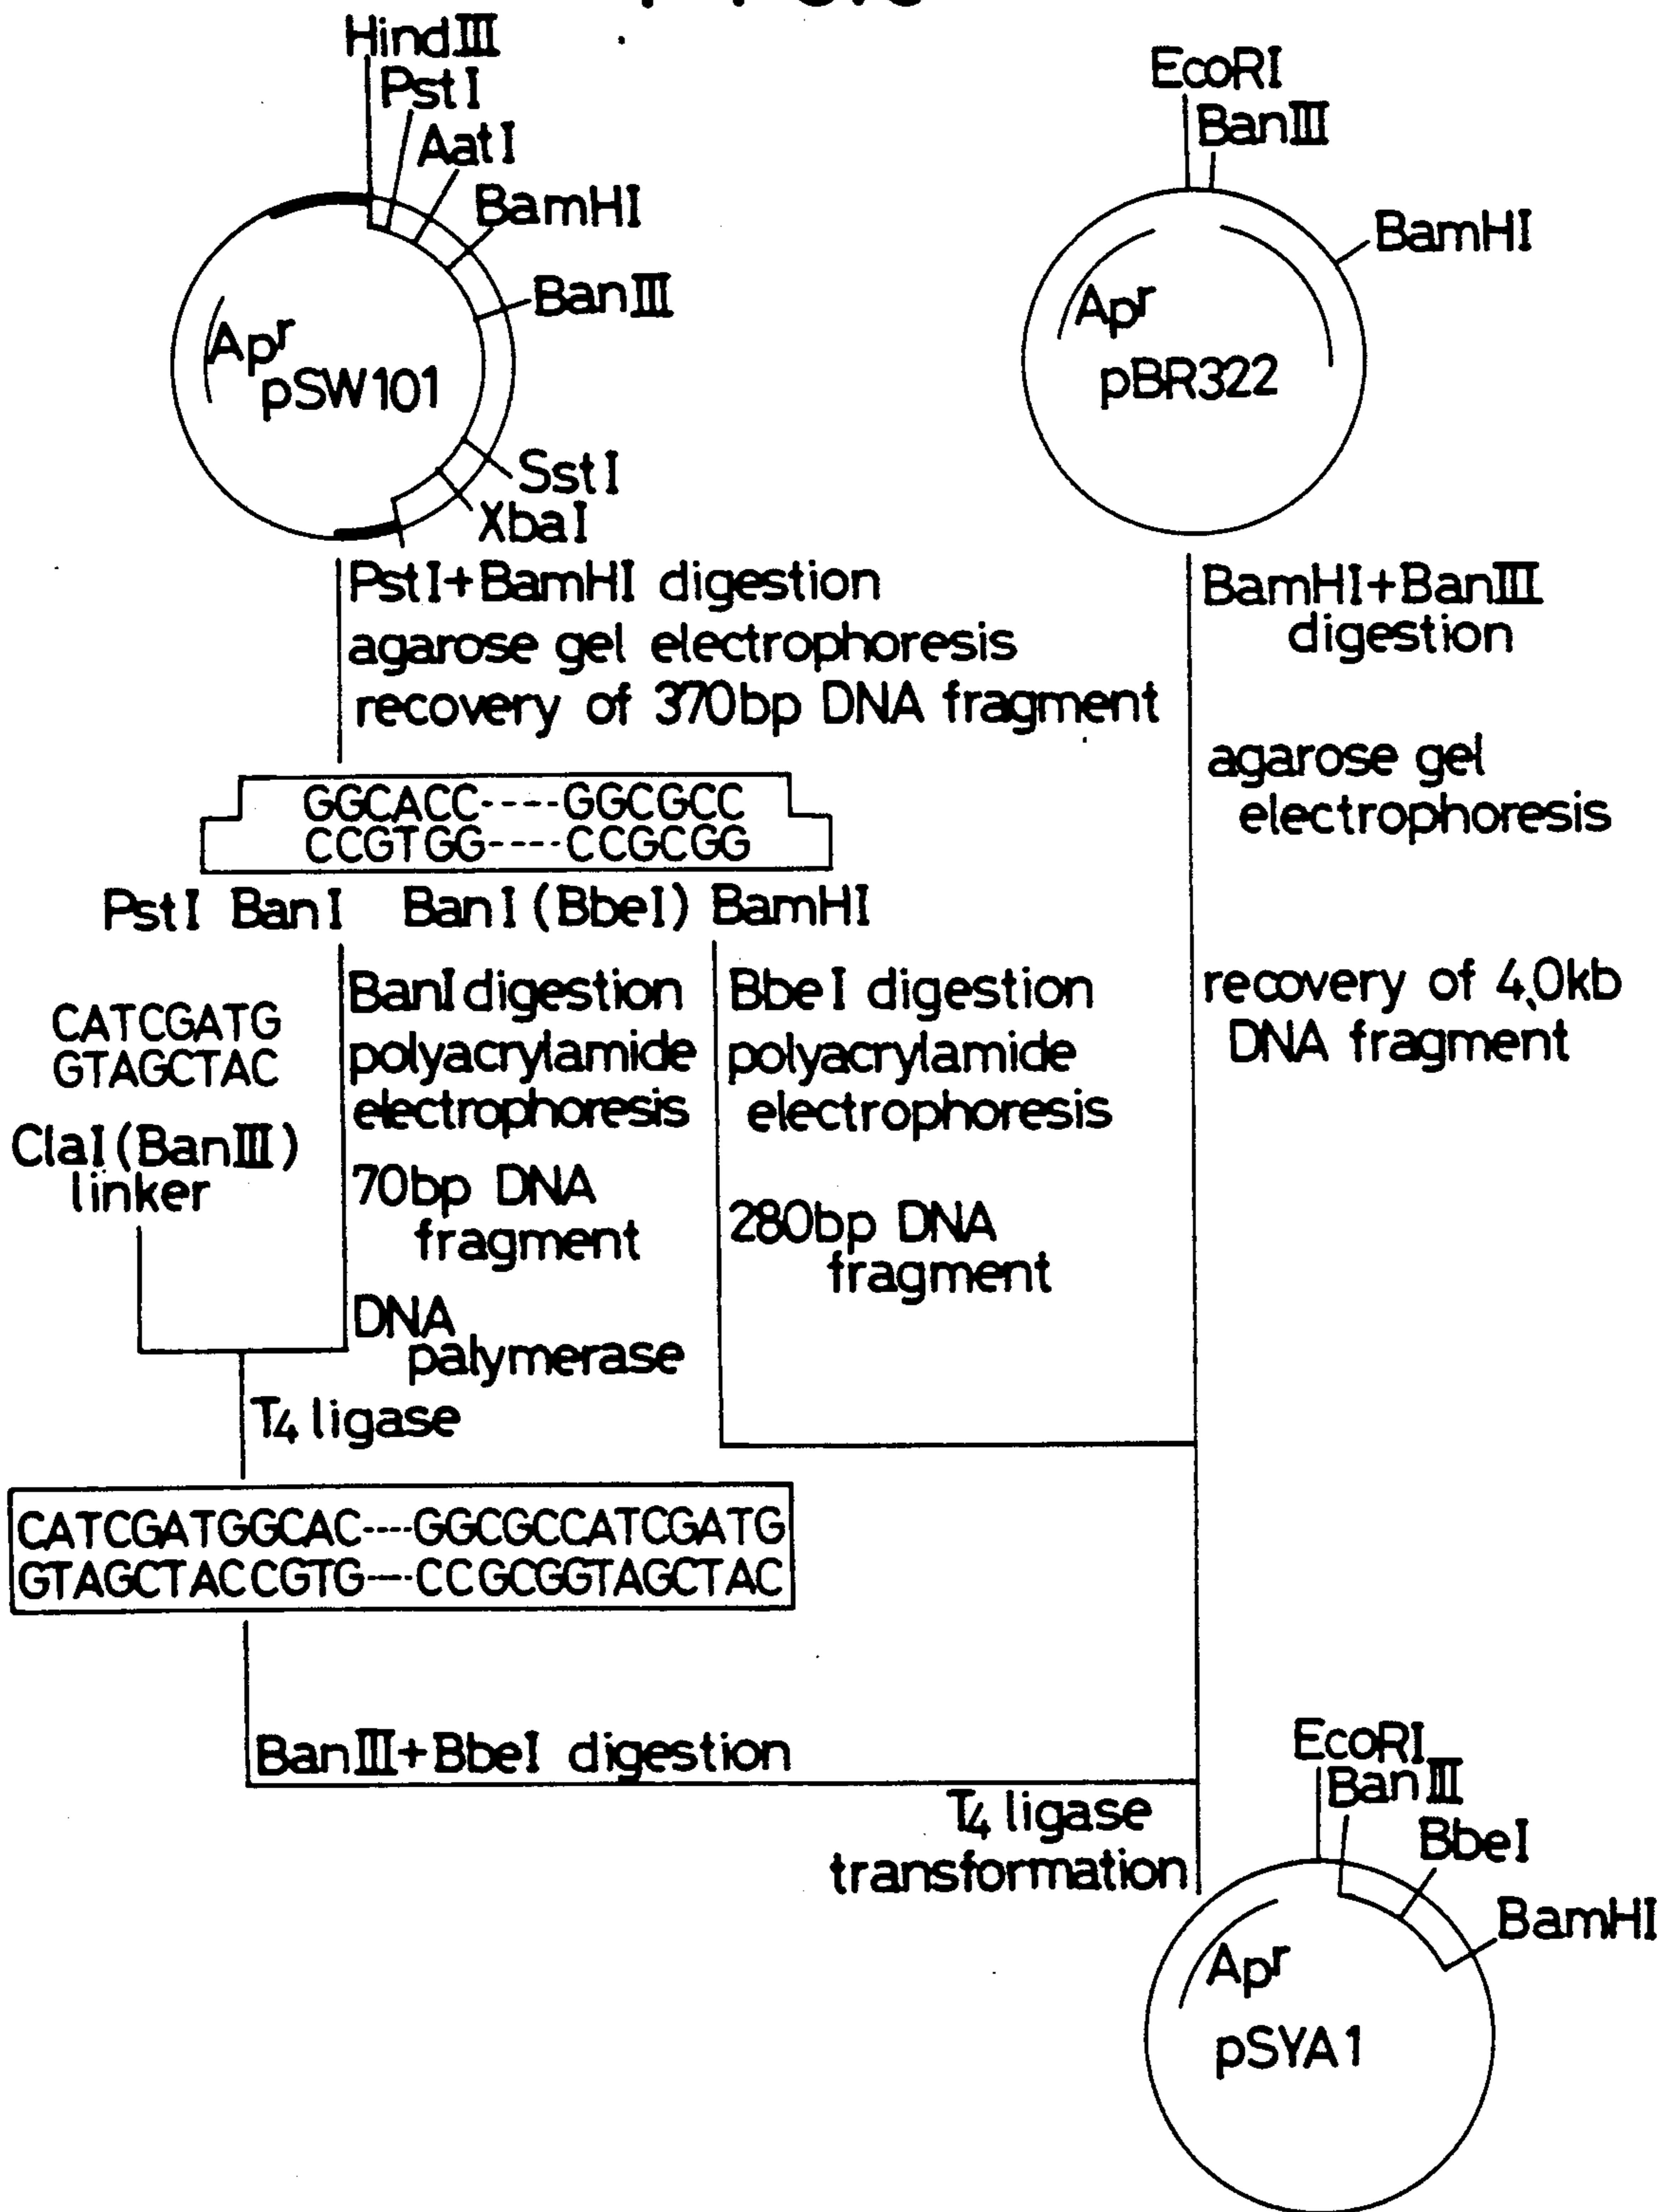 HindIII
PstI
AatI
BamHI
BanIII
Apr
pSW101
SstI
XbaI
EcoRI
BanIII
BamHI
Apr
pBR322
PstI+BamHI digestion
agarose gel electrophoresis
recovery of 370bp DNA fragment
BamHI+BanIII
digestion
agarose gel
electrophoresis
recovery of 4,0kb
DNA fragment
GGCACC----GGCGCC
CCGTGG----CCGCGG
PstI BanI BanI(BbeI) BamHI
CATCGATG
GTAGCTAC
ClaI(BanIII)
linker
BanI digestion
polyacrylamide
electrophoresis
70bp DNA
fragment
DNA
palymerase
BbeI digestion
polyacrylamide
electrophoresis
280bp DNA
fragment
T4 ligase
CATCGATGGCAC----GGCGCCATCGATG
GTAGCTACCGTG----CCGCGGTAGCTAC
BanIII+BbeI digestion
T4 ligase
transformation
EcoRI
BanIII
BbeI
BamHI
Apr
pSYA1